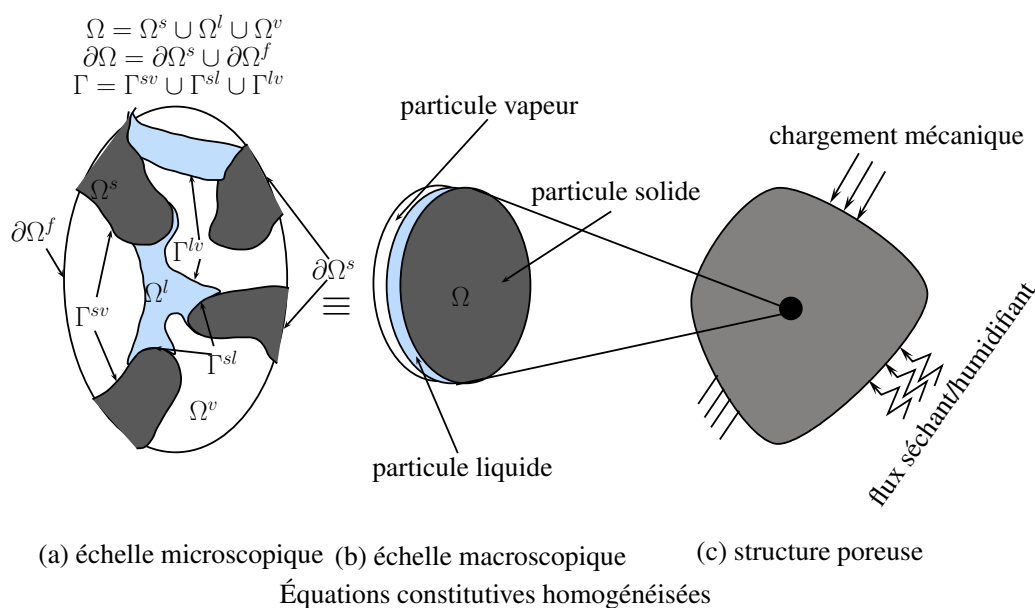 Ω = Ω^s ∪ Ω^l ∪ Ω^v
∂Ω = ∂Ω^s ∪ ∂Ω^f
Γ = Γ^{sv} ∪ Γ^{sl} ∪ Γ^{lv}
particule vapeur
chargement mécanique
Ω^s
particule solide
∂Ω^f
Γ^{lv}
∂Ω^s
Ω^l
≡
Ω
Γ^{sv}
Γ^{sl}
Ω^v
particule liquide
flux séchant/humidifiant
(a) échelle microscopique
(b) échelle macroscopique
(c) structure poreuse
Équations constitutives homogénéisées